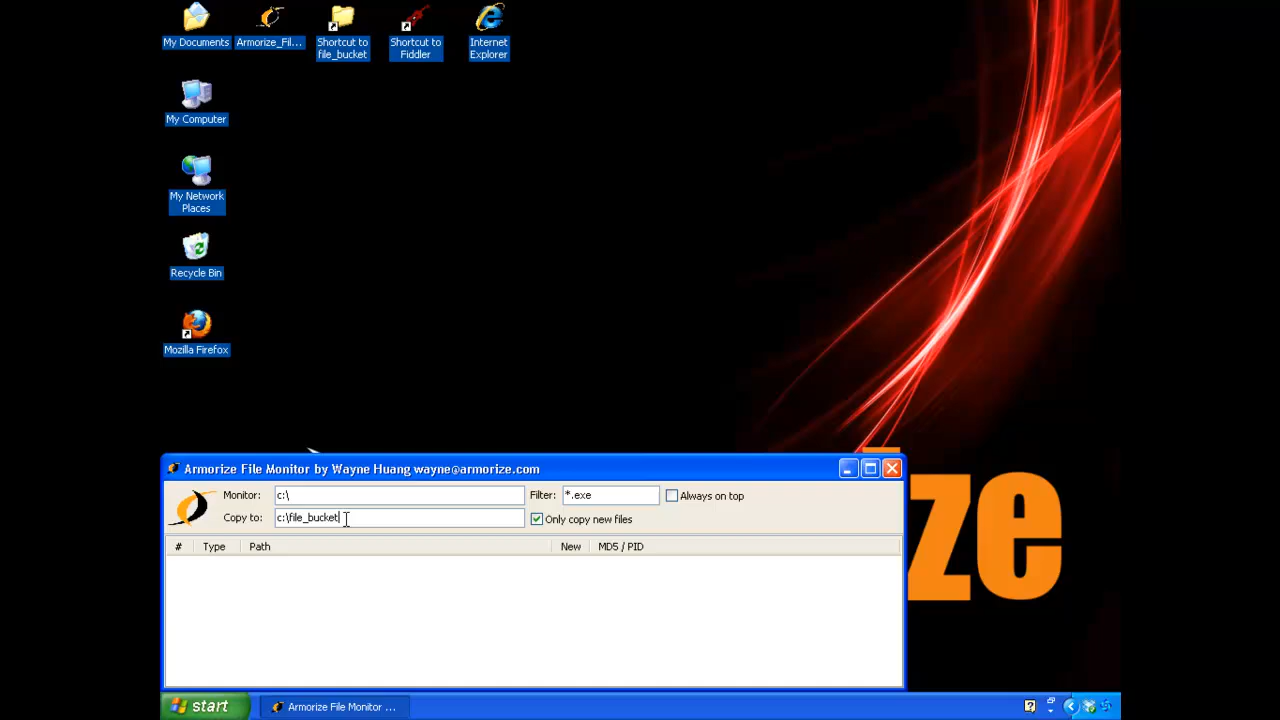 My Documents
Armorize_Fil...
Shortcut to
file_bucket
Shortcut to
Fiddler
Internet
Explorer
My Computer
My Network
Places
Recycle Bin
Mozilla Firefox
ze
Armorize File Monitor by Wayne Huang wayne@armorize.com
Monitor: c:\ Filter: *.exe Always on top
Copy to: c:\file_bucket Only copy new files
# Type Path New MD5 / PID
start Armorize File Monitor ... ?